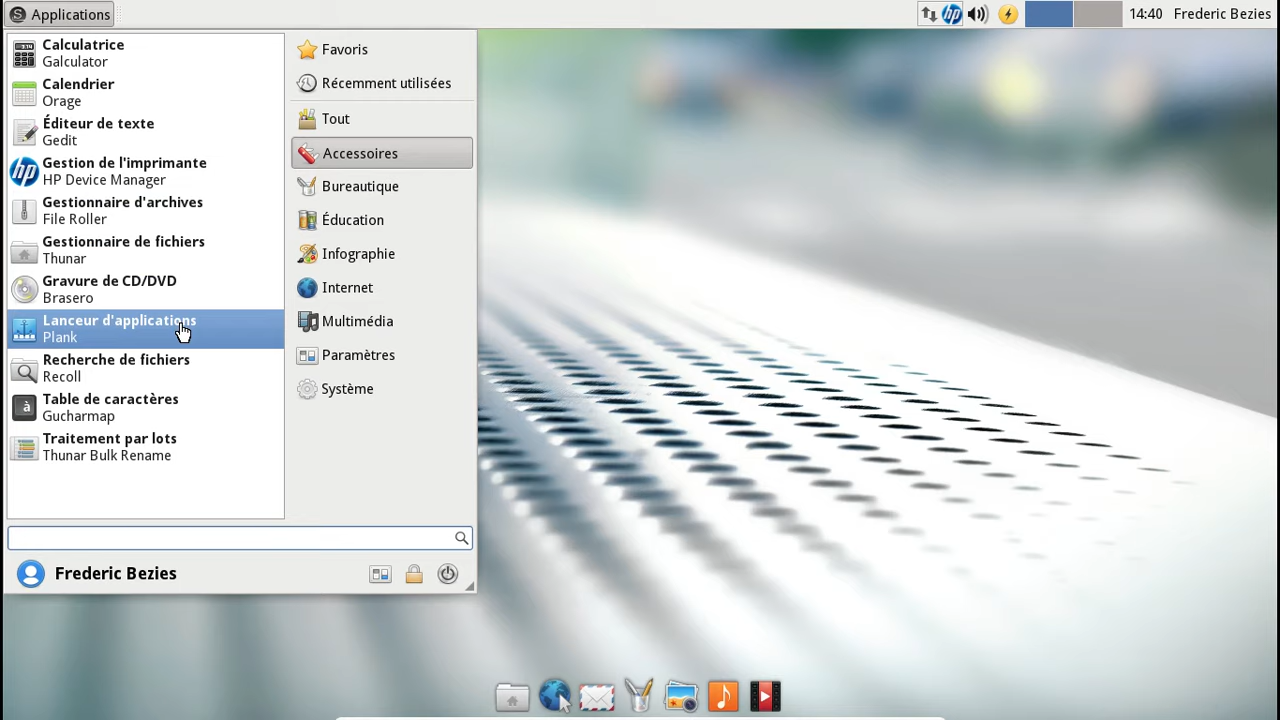 Applications
14:40 Frederic Bezies
Calculatrice
Galculator
Calendrier
Orage
Éditeur de texte
Gedit
hp
Gestion de l'imprimante
HP Device Manager
Gestionnaire d'archives
File Roller
Gestionnaire de fichiers
Thunar
Gravure de CD/DVD
Brasero
Lanceur d'applications
Plank
Recherche de fichiers
Recoll
à
Table de caractères
Gucharmap
Traitement par lots
Thunar Bulk Rename
Favoris
Récemment utilisées
Tout
Accessoires
Bureautique
Éducation
Infographie
Internet
Multimédia
Paramètres
Système
Frederic Bezies